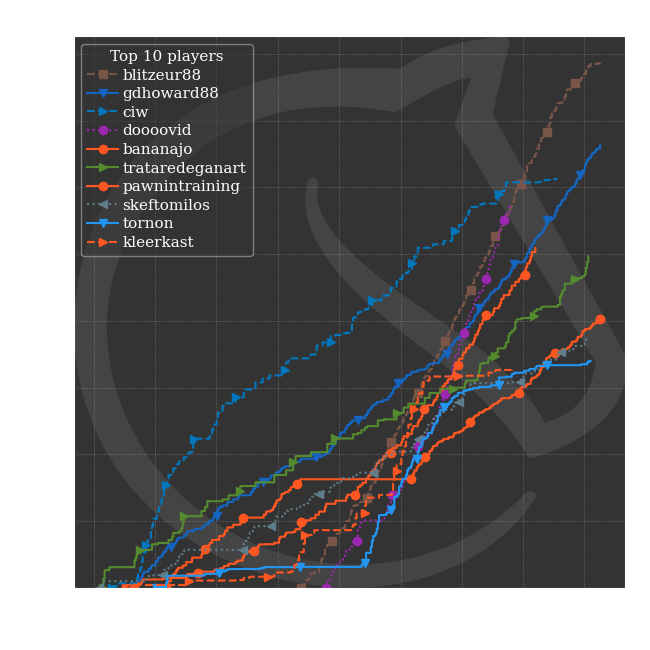 Top 10 players
blitzeur88
gdhoward88
ciw
doooovid
bananajo
trataredeganart
pawnintraining
skeftomilos
tornon
kleerkast